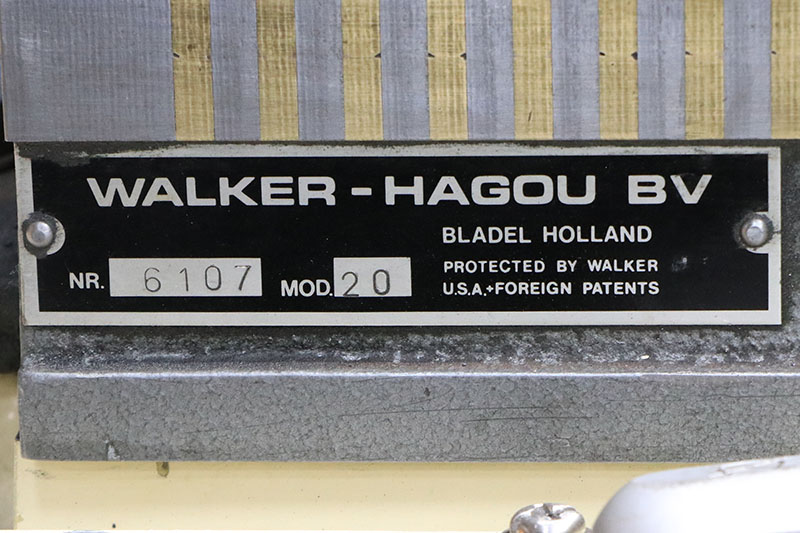 WALKER - HAGOU BV
BLADEL HOLLAND
NR. 6107 MOD. 20
PROTECTED BY WALKER
U.S.A.+FOREIGN PATENTS